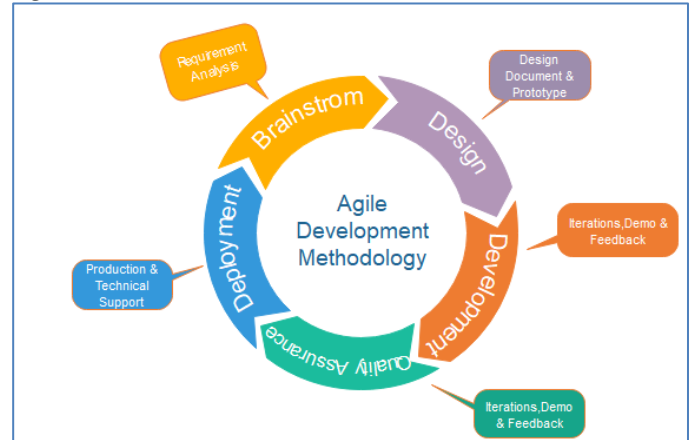 Requirement
Analysis
Brainstrom
Design
Design
Document &
Prototype
Development
Iterations,Demo &
Feedback
Quality Assurance
Iterations,Demo
& Feedback
Deployment
Production &
Technical
Support
Agile
Development
Methodology